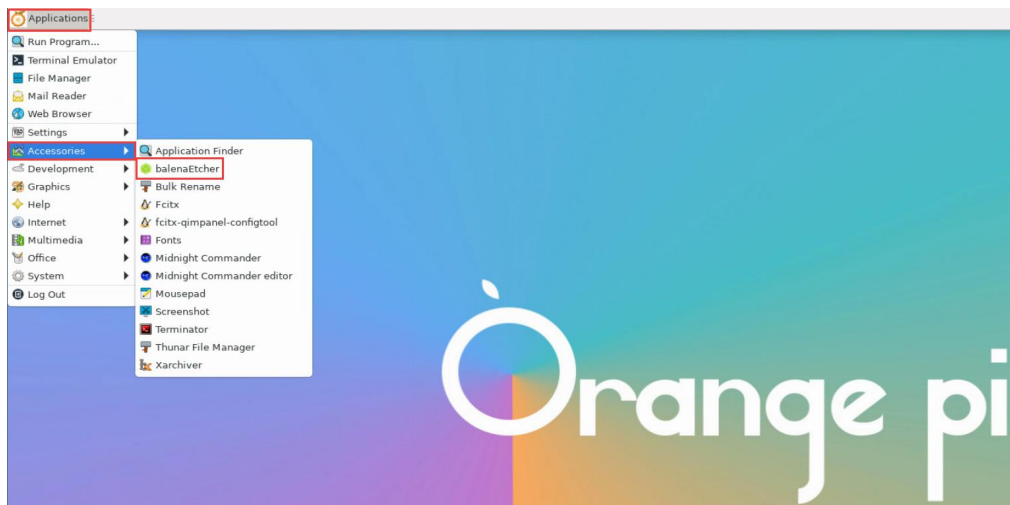 Applications
Run Program...
Terminal Emulator
File Manager
Mail Reader
Web Browser
Settings
Accessories
Development
Graphics
Help
Internet
Multimedia
Office
System
Log Out
Application Finder
balenaEtcher
Bulk Rename
Fcitx
fcitx-qimpanel-configtool
Fonts
Midnight Commander
Midnight Commander editor
Mousepad
Screenshot
Terminator
Thunar File Manager
Xarchiver
Orange pi